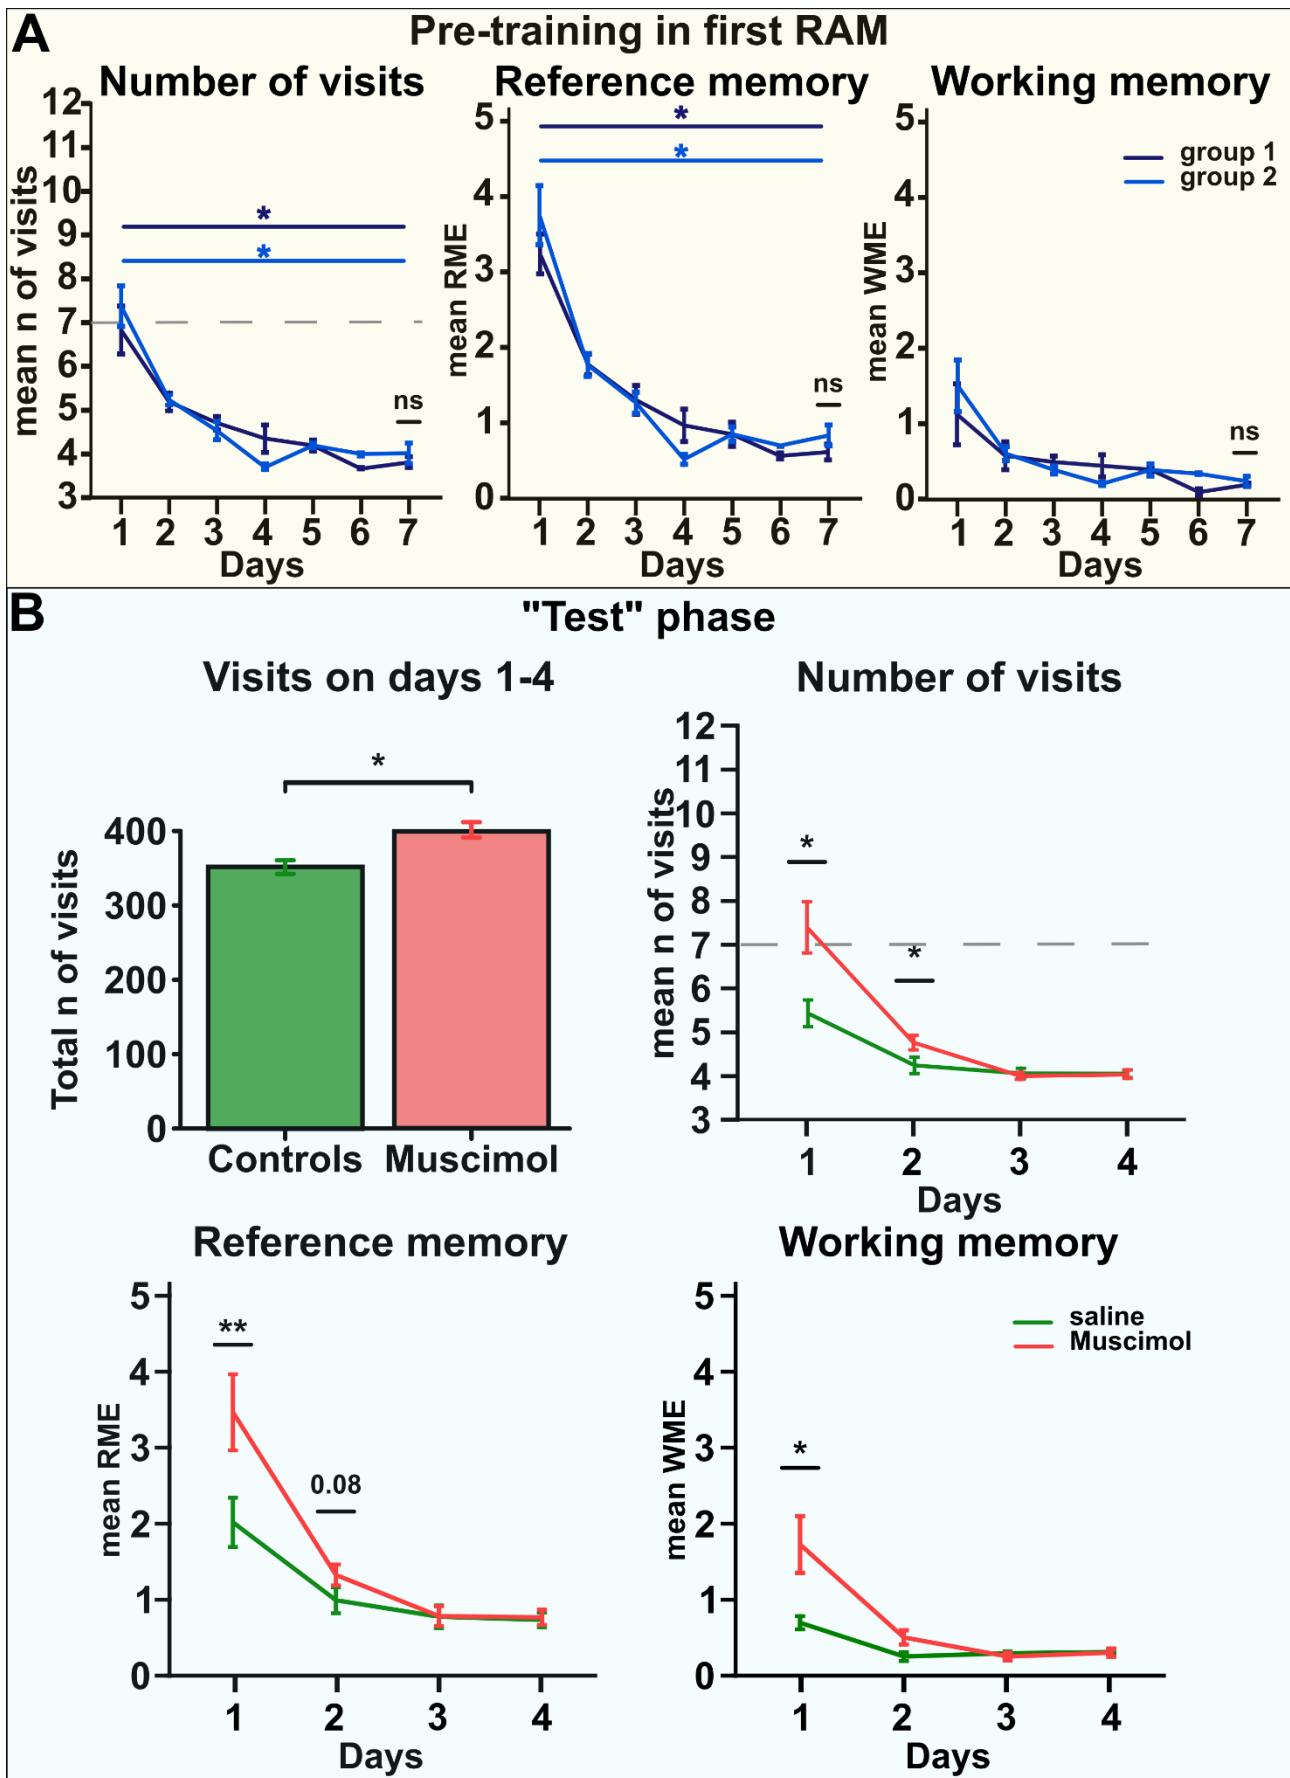 A
Pre-training in first RAM
Number of visits
Reference memory
Working memory
mean n of visits
12
11
10
9
8
7
6
5
4
3
*
*
ns
1 2 3 4 5 6 7
Days
mean RME
5
4
3
2
1
0
*
*
ns
1 2 3 4 5 6 7
Days
mean WME
5
4
3
2
1
0
group 1
group 2
ns
1 2 3 4 5 6 7
Days
B
"Test" phase
Visits on days 1-4
Total n of visits
400
300
200
100
0
*
Controls Muscimol
Number of visits
mean n of visits
12
11
10
9
8
7
6
5
4
3
*
*
1 2 3 4
Days
Reference memory
mean RME
5
4
3
2
1
0
**
0.08
1 2 3 4
Days
Working memory
mean WME
5
4
3
2
1
0
saline
Muscimol
*
1 2 3 4
Days